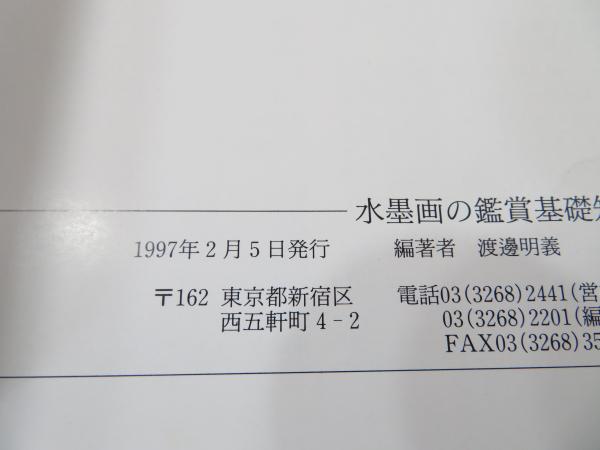 水墨画の鑑賞基礎
1997年2月5日発行 編著者 渡邊明義
〒162 東京都新宿区 電話03(3268)2441(営
西五軒町4-2 03(3268)2201(編
FAX03(3268)35